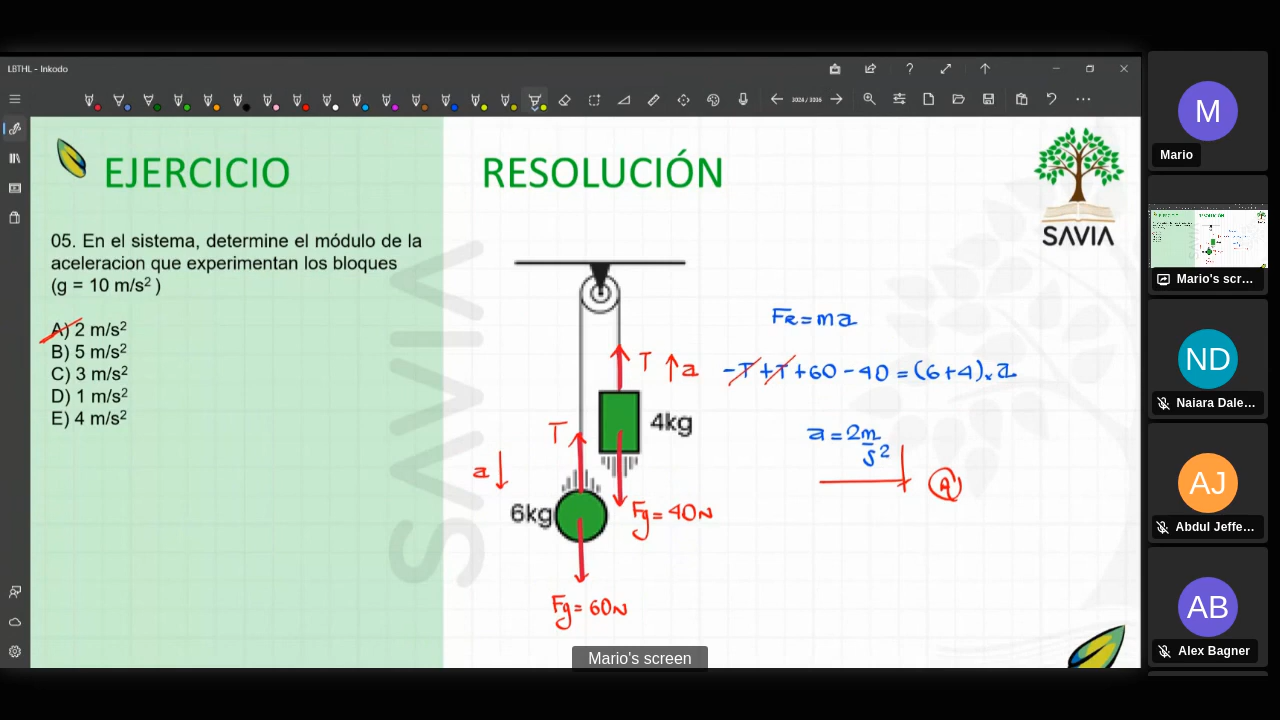 LBTHL - Inkodo
EJERCICIO
RESOLUCIÓN
SAVIA
05. En el sistema, determine el módulo de la
aceleracion que experimentan los bloques
(g = 10 m/s² )
A) 2 m/s²
B) 5 m/s²
C) 3 m/s²
D) 1 m/s²
E) 4 m/s²
SAVIA
T
a
4kg
T
a
6kg
Fg = 40N
Fg = 60N
FR = ma
-T + T + 60 - 40 = (6+4) . a
a = 2 m/s²
A
Mario's screen
M
Mario
Mario's scr...
ND
Naiara Dale...
AJ
Abdul Jeffe...
AB
Alex Bagner